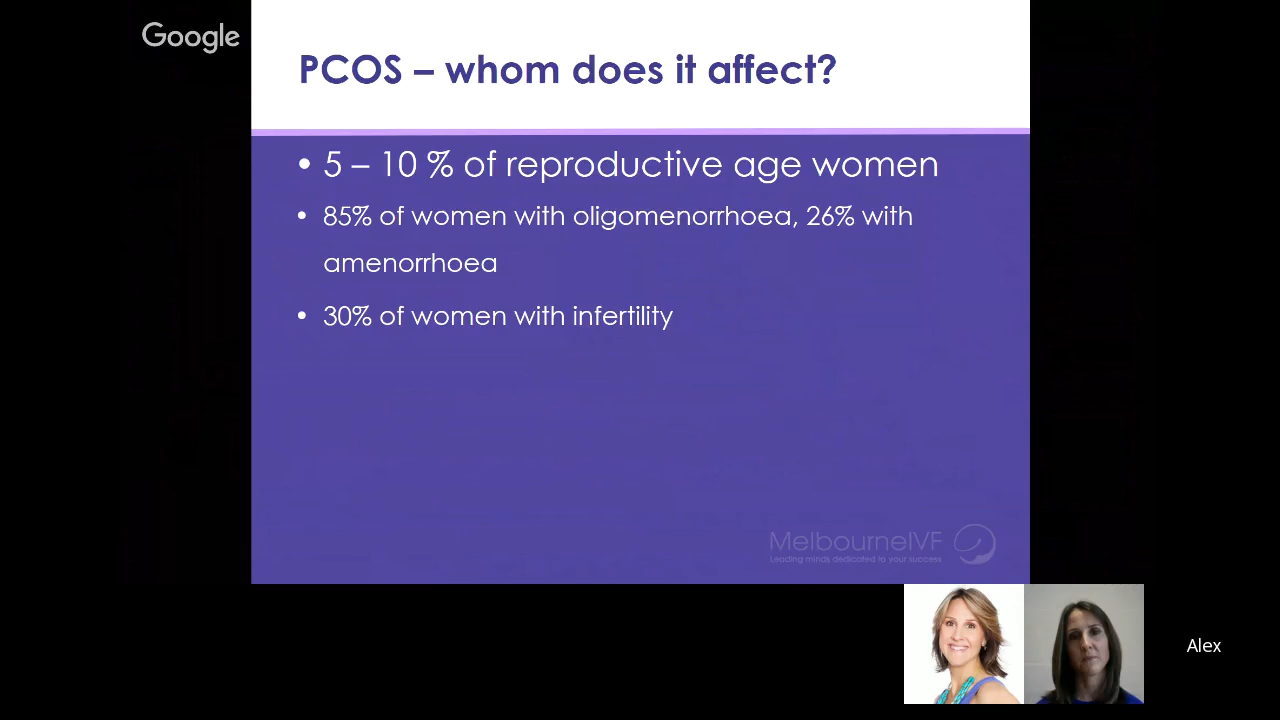 Google
PCOS – whom does it affect?
• 5 – 10 % of reproductive age women
• 85% of women with oligomenorrhoea, 26% with
amenorrhoea
• 30% of women with infertility
MelbourneIVF
Leading minds dedicated to your success
Alex